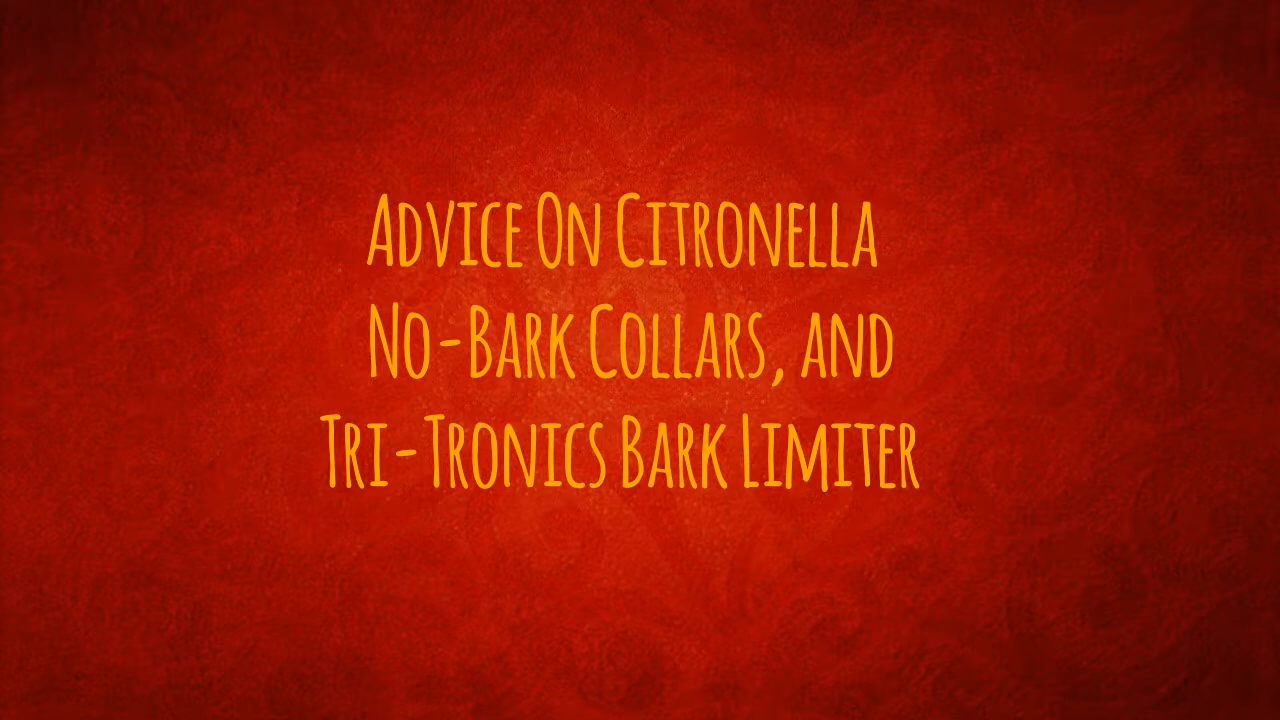 Advice On Citronella
No-Bark Collars, and
Tri-Tronics Bark Limiter